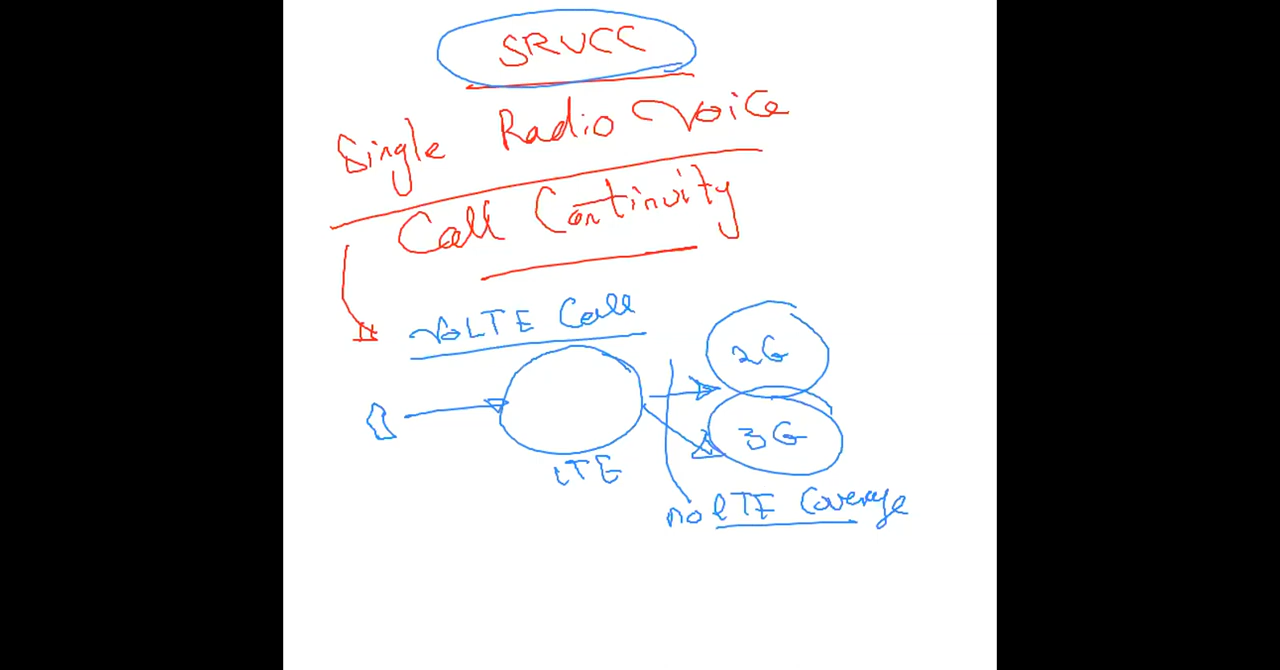 SRVCC
Single Radio Voice
Call Continuity
VoLTE Call
2G
3G
LTE
no LTE Coverage